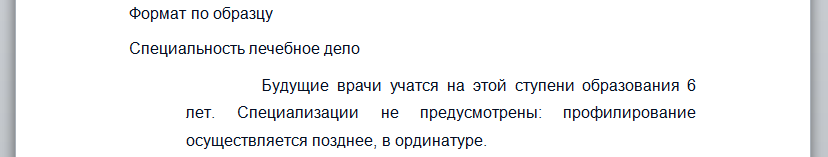 Формат по образцу
Специальность лечебное дело
Будущие врачи учатся на этой ступени образования 6
лет. Специализации не предусмотрены: профилирование
осуществляется позднее, в ординатуре.